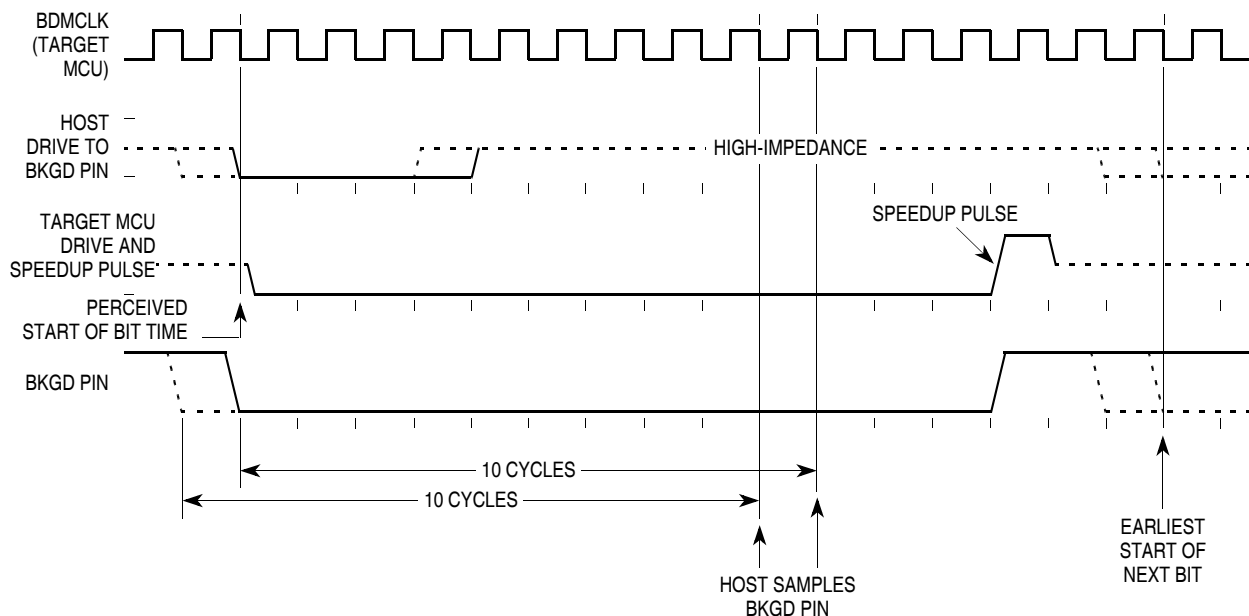 BDMCLK
(TARGET
MCU)
HOST
DRIVE TO
BKGD PIN
HIGH-IMPEDANCE
TARGET MCU
DRIVE AND
SPEEDUP PULSE
SPEEDUP PULSE
PERCEIVED
START OF BIT TIME
BKGD PIN
10 CYCLES
10 CYCLES
HOST SAMPLES
BKGD PIN
EARLIEST
START OF
NEXT BIT